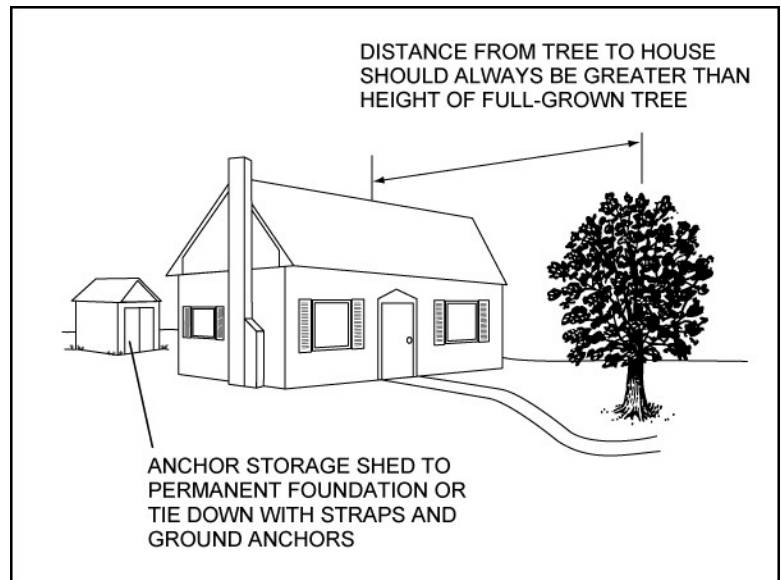 DISTANCE FROM TREE TO HOUSE
SHOULD ALWAYS BE GREATER THAN
HEIGHT OF FULL-GROWN TREE
ANCHOR STORAGE SHED TO
PERMANENT FOUNDATION OR
TIE DOWN WITH STRAPS AND
GROUND ANCHORS